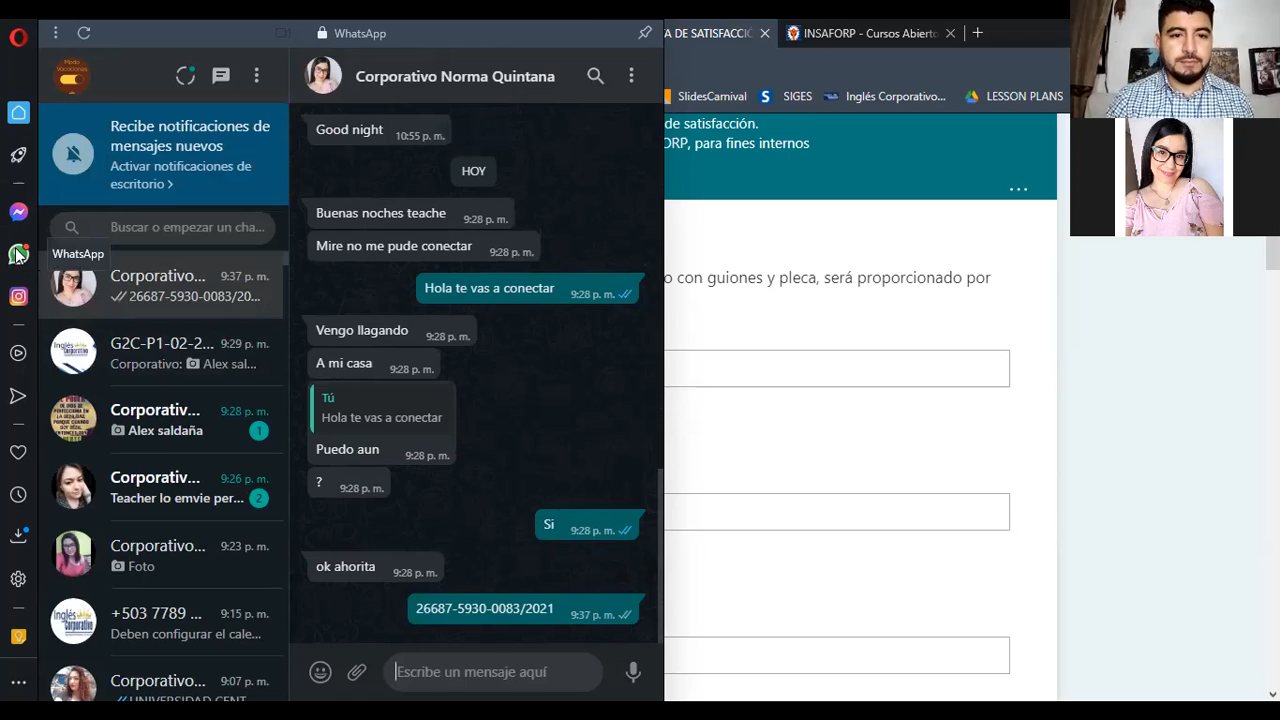 WhatsApp
Corporativo Norma Quintana
Recibe notificaciones de
mensajes nuevos
Activar notificaciones de
escritorio
Buscar o empezar un cha...
WhatsApp
Corporativo... 9:37 p. m.
26687-5930-0083/20...
G2C-P1-02-2... 9:29 p. m.
Corporativo: Alex sal...
Corporativ... 9:28 p. m.
Alex saldaña 1
Corporativ... 9:26 p. m.
Teacher lo emvie per... 2
Corporativo... 9:23 p. m.
Foto
+503 7789 ... 9:15 p. m.
Deben configurar el cale...
Corporativo... 9:07 p. m.
UNIVERSIDAD CENT
Good night 10:55 p. m.
HOY
Buenas noches teache 9:28 p. m.
Mire no me pude conectar 9:28 p. m.
Hola te vas a conectar 9:28 p. m.
Vengo llagando 9:28 p. m.
A mi casa 9:28 p. m.
Tú
Hola te vas a conectar
Puedo aun 9:28 p. m.
? 9:28 p. m.
Si 9:28 p. m.
ok ahorita 9:28 p. m.
26687-5930-0083/2021 9:37 p. m.
Escribe un mensaje aquí
TA DE SATISFACCIÓ
INSAFORP - Cursos Abierto
SlidesCarnival
SIGES
Inglés Corporativo...
LESSON PLANS
de satisfacción.
ORP, para fines internos
...
o con guiones y pleca, será proporcionado por